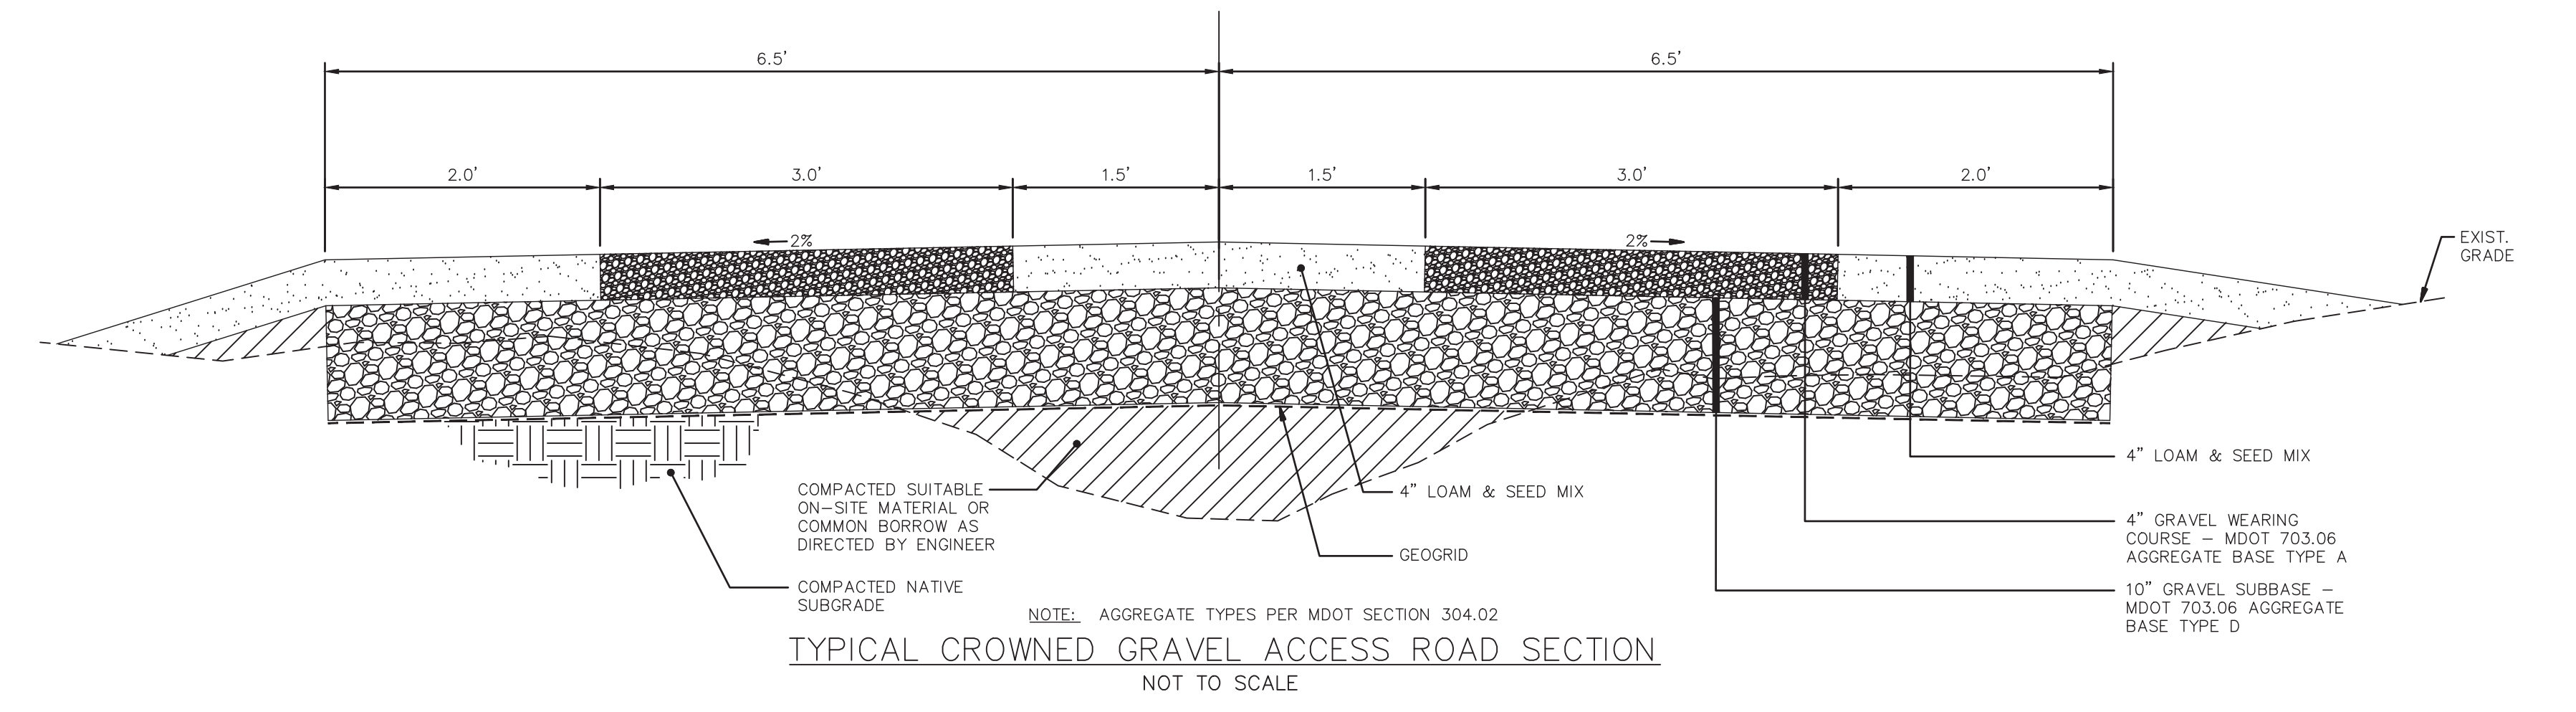 6.5’ 6.5’
2.0’ 3.0’ 1.5’ 1.5’ 3.0’ 2.0’
2% 2%
EXIST.
GRADE
COMPACTED SUITABLE
ON-SITE MATERIAL OR
COMMON BORROW AS
DIRECTED BY ENGINEER
COMPACTED NATIVE
SUBGRADE
4” LOAM & SEED MIX
GEOGRID
4” LOAM & SEED MIX
4” GRAVEL WEARING
COURSE – MDOT 703.06
AGGREGATE BASE TYPE A
10” GRAVEL SUBBASE –
MDOT 703.06 AGGREGATE
BASE TYPE D
NOTE: AGGREGATE TYPES PER MDOT SECTION 304.02
TYPICAL CROWNED GRAVEL ACCESS ROAD SECTION
NOT TO SCALE